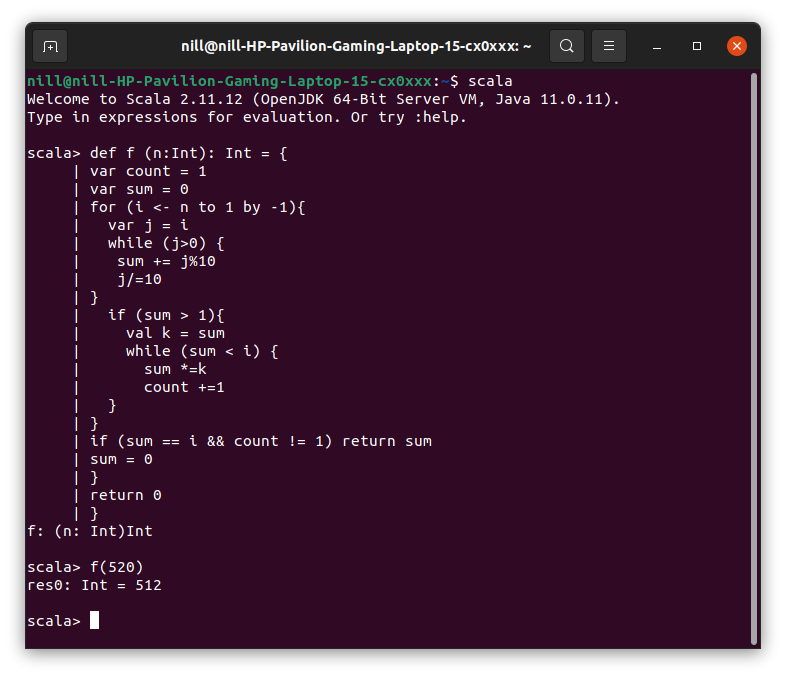 nill@nill-HP-Pavilion-Gaming-Laptop-15-cx0xxx: ~
nill@nill-HP-Pavilion-Gaming-Laptop-15-cx0xxx:~$ scala
Welcome to Scala 2.11.12 (OpenJDK 64-Bit Server VM, Java 11.0.11).
Type in expressions for evaluation. Or try :help.

scala> def f (n:Int): Int = {
     | var count = 1
     | var sum = 0
     | for (i <- n to 1 by -1){
     |   var j = i
     |   while (j>0) {
     |    sum += j%10
     |    j/=10
     | }
     |   if (sum > 1){
     |     val k = sum
     |     while (sum < i) {
     |       sum *=k
     |       count +=1
     |   }
     | }
     | if (sum == i && count != 1) return sum
     | sum = 0
     | }
     | return 0
     | }
f: (n: Int)Int

scala> f(520)
res0: Int = 512

scala>